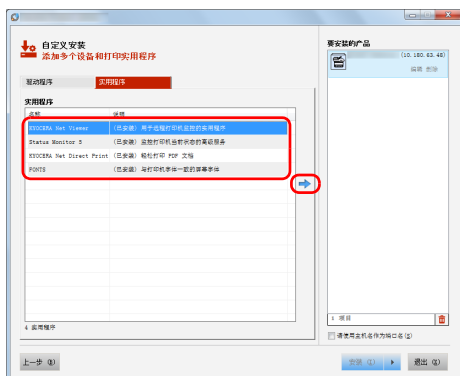 自定义安装
添加多个设备和打印实用程序
驱动程序
实用程序
实用程序
名称 说明
KYOCERA Net Viewer (已安装) 用于远程打印机监控的实用程序
Status Monitor 5 (已安装) 监控打印机当前状态的高级服务
KYOCERA Net Direct Print (已安装) 轻松打印 PDF 文档
FONTS (已安装) 与打印机字体一致的屏幕字体
4 实用程序
上一步 (B)
要安装的产品
(10.180.63.48)
编辑 删除
1 项目
请使用主机名作为端口名(S)
安装 (I)
退出 (X)